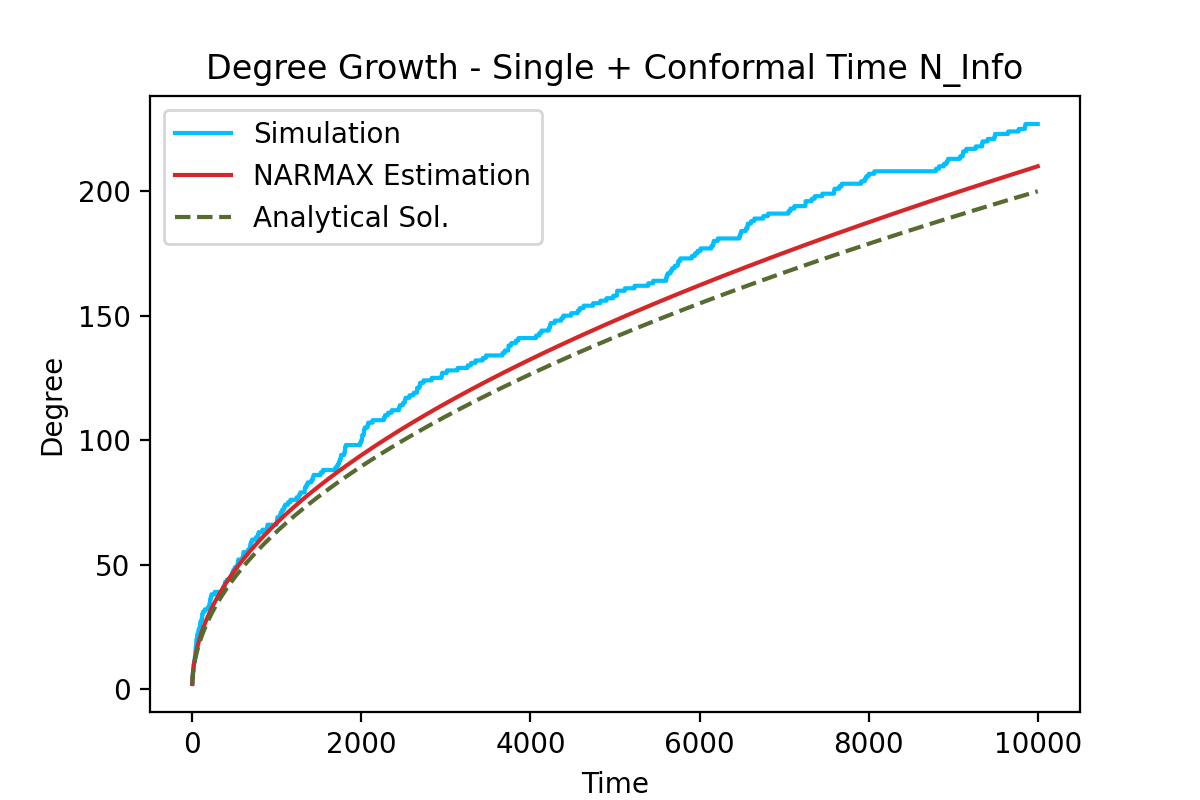 Degree Growth - Single + Conformal Time N_Info
Simulation
NARMAX Estimation
Analytical Sol.
Degree
200
150
100
50
0
0 2000 4000 6000 8000 10000
Time